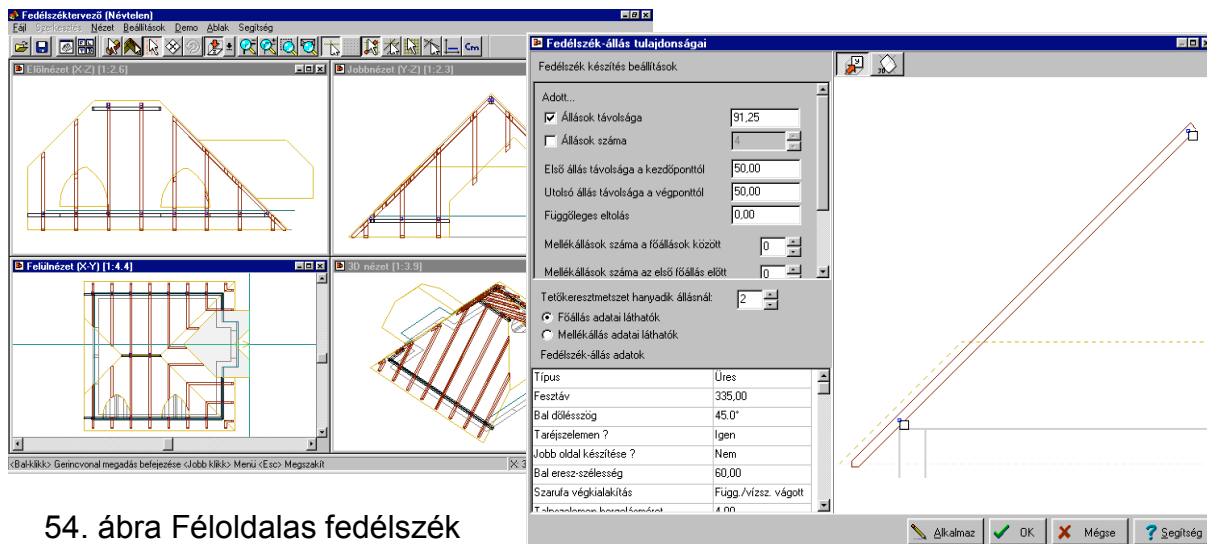 Fedélszéktervező (Névtelen)
Fájl Szerkesztés Nézet Beállítások Demo Ablak Segítség
Cm
Elölnézet (X-Z) [1:2.6]
Jobbnézet (Y-Z) [1:2.3]
Felülnézet (X-Y) [1:4.4]
3D nézet [1:3.9]
<Bal-klikk> Gerincvonal megadás befejezése <Jobb klikk> Menü <Esc> Megszakít
X: 3
Fedélszék-állás tulajdonságai
Fedélszék készítés beállítások
Adott...
Állások távolsága 91,25
Állások száma 4
Első állás távolsága a kezdőponttól 50,00
Utolsó állás távolsága a végponttól 50,00
Függőleges eltolás 0,00
Mellékállások száma a főállások között 0
Mellékállások száma az első főállás előtt 0
Tetőkeresztmetszet hanyadik állásnál: 2
Főállás adatai láthatók
Mellékállás adatai láthatók
Fedélszék-állás adatok
Típus Üres
Fesztáv 335,00
Bal dőlésszög 45.0°
Taréjszelemen ? Igen
Jobb oldal készítése ? Nem
Bal eresz-szélesség 60,00
Szarufa végkialakítás Függ./vízsz. vágott
Talpszelemen horgolásméret 4,00
Alkalmaz OK Mégse Segítség
54. ábra Féloldalas fedélszék